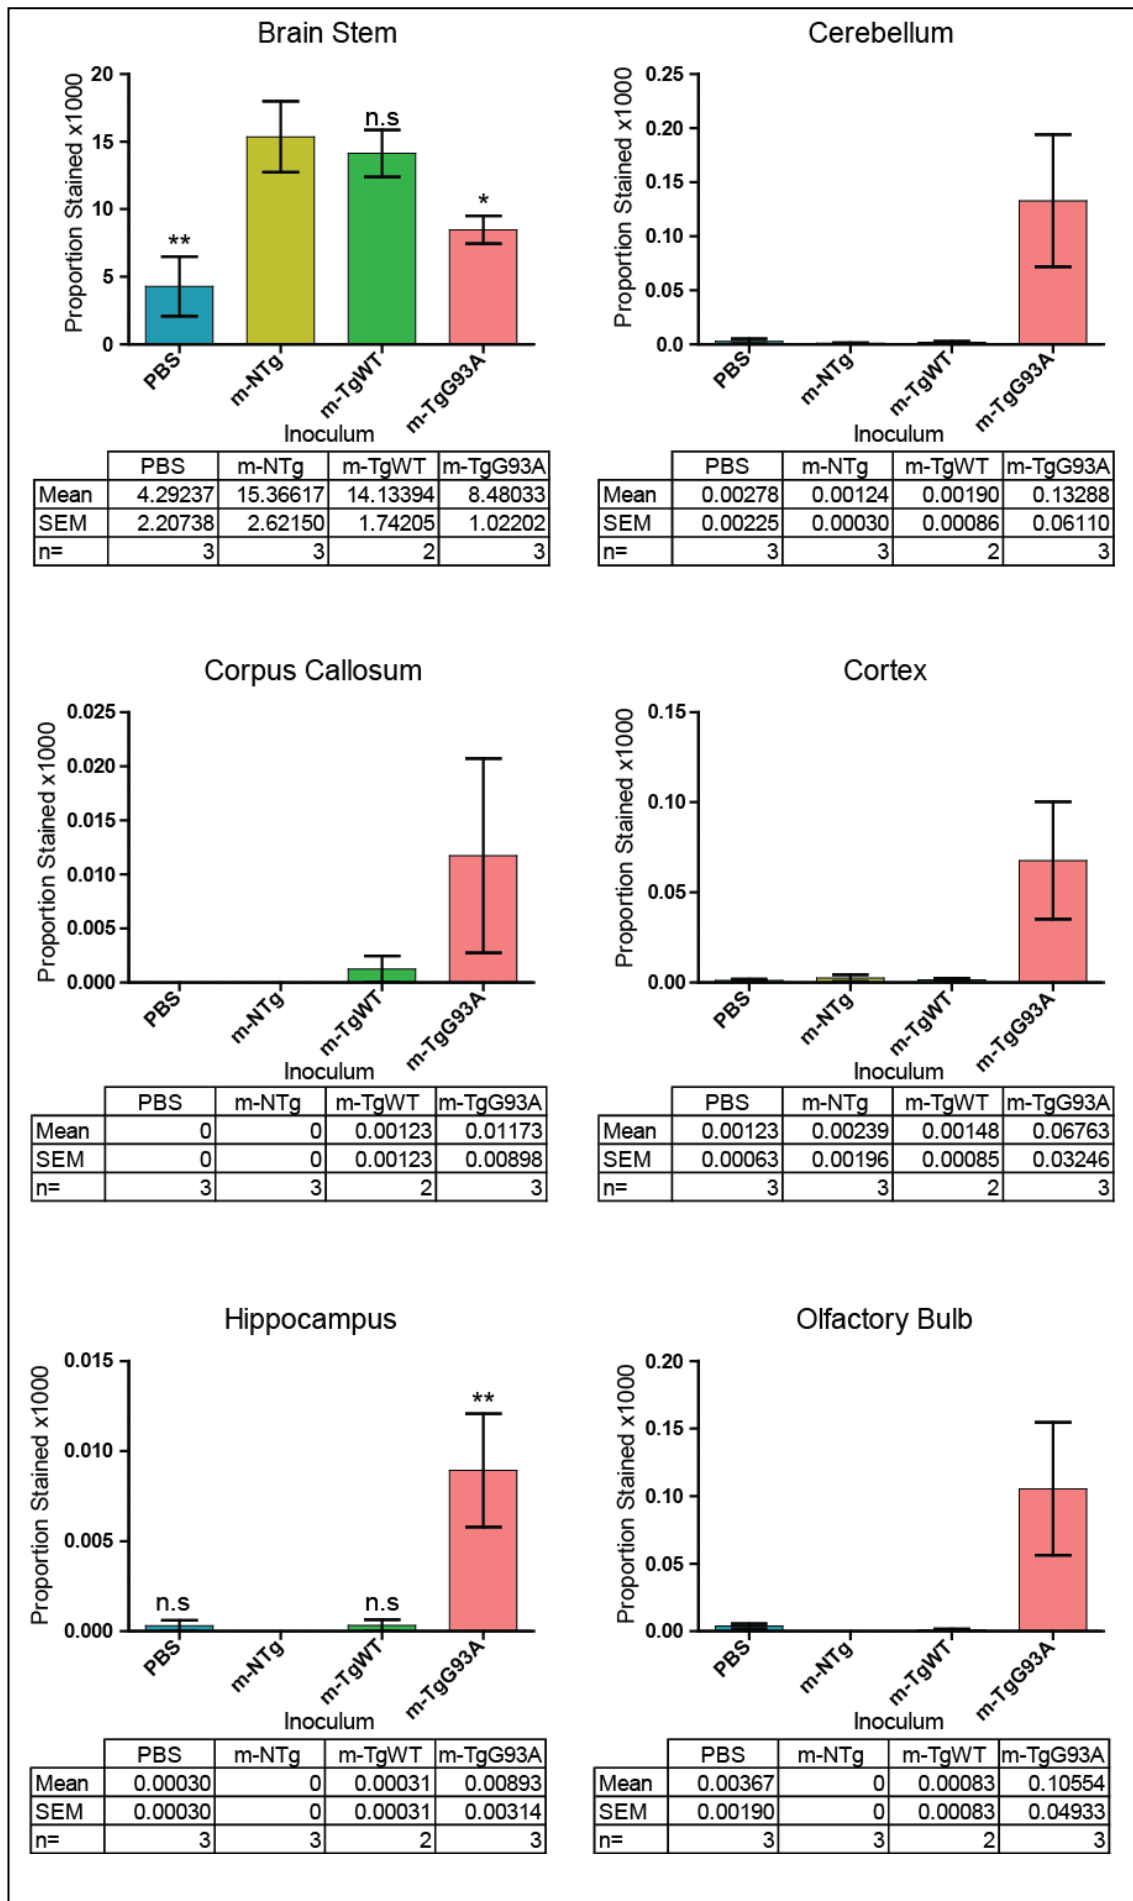 Brain Stem
Proportion Stained x1000
20
15
10
5
0
**
n.s
*
PBS
m-NTg
m-TgWT
m-TgG93A
Inoculum
PBS m-NTg m-TgWT m-TgG93A
Mean 4.29237 15.36617 14.13394 8.48033
SEM 2.20738 2.62150 1.74205 1.02202
n= 3 3 2 3
Cerebellum
Proportion Stained x1000
0.25
0.20
0.15
0.10
0.05
0.0
PBS
m-NTg
m-TgWT
m-TgG93A
Inoculum
PBS m-NTg m-TgWT m-TgG93A
Mean 0.00278 0.00124 0.00190 0.13288
SEM 0.00225 0.00030 0.00086 0.06110
n= 3 3 2 3
Corpus Callosum
Proportion Stained x1000
0.025
0.020
0.015
0.010
0.005
0.000
PBS
m-NTg
m-TgWT
m-TgG93A
Inoculum
PBS m-NTg m-TgWT m-TgG93A
Mean 0 0 0.00123 0.01173
SEM 0 0 0.00123 0.00898
n= 3 3 2 3
Cortex
Proportion Stained x1000
0.15
0.10
0.05
0.00
PBS
m-NTg
m-TgWT
m-TgG93A
Inoculum
PBS m-NTg m-TgWT m-TgG93A
Mean 0.00123 0.00239 0.00148 0.06763
SEM 0.00063 0.00196 0.00085 0.03246
n= 3 3 2 3
Hippocampus
Proportion Stained x1000
0.015
0.010
0.005
0.000
n.s
n.s
**
PBS
m-NTg
m-TgWT
m-TgG93A
Inoculum
PBS m-NTg m-TgWT m-TgG93A
Mean 0.00030 0 0.00031 0.00893
SEM 0.00030 0 0.00031 0.00314
n= 3 3 2 3
Olfactory Bulb
Proportion Stained x1000
0.20
0.15
0.10
0.05
0.00
PBS
m-NTg
m-TgWT
m-TgG93A
Inoculum
PBS m-NTg m-TgWT m-TgG93A
Mean 0.00367 0 0.00083 0.10554
SEM 0.00190 0 0.00083 0.04933
n= 3 3 2 3